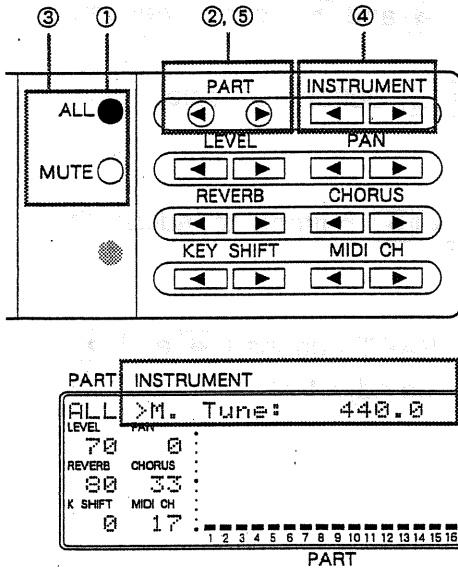 ③ ① ②, ⑤ ④
PART INSTRUMENT
ALL
LEVEL PAN
MUTE
REVERB CHORUS
KEY SHIFT MIDI CH
PART INSTRUMENT
ALL >M. Tune: 440.0
LEVEL PAN
70 0
REVERB CHORUS
80 33
K SHIFT MIDI CH
0 17
1 2 3 4 5 6 7 8 9 10 11 12 13 14 15 16
PART